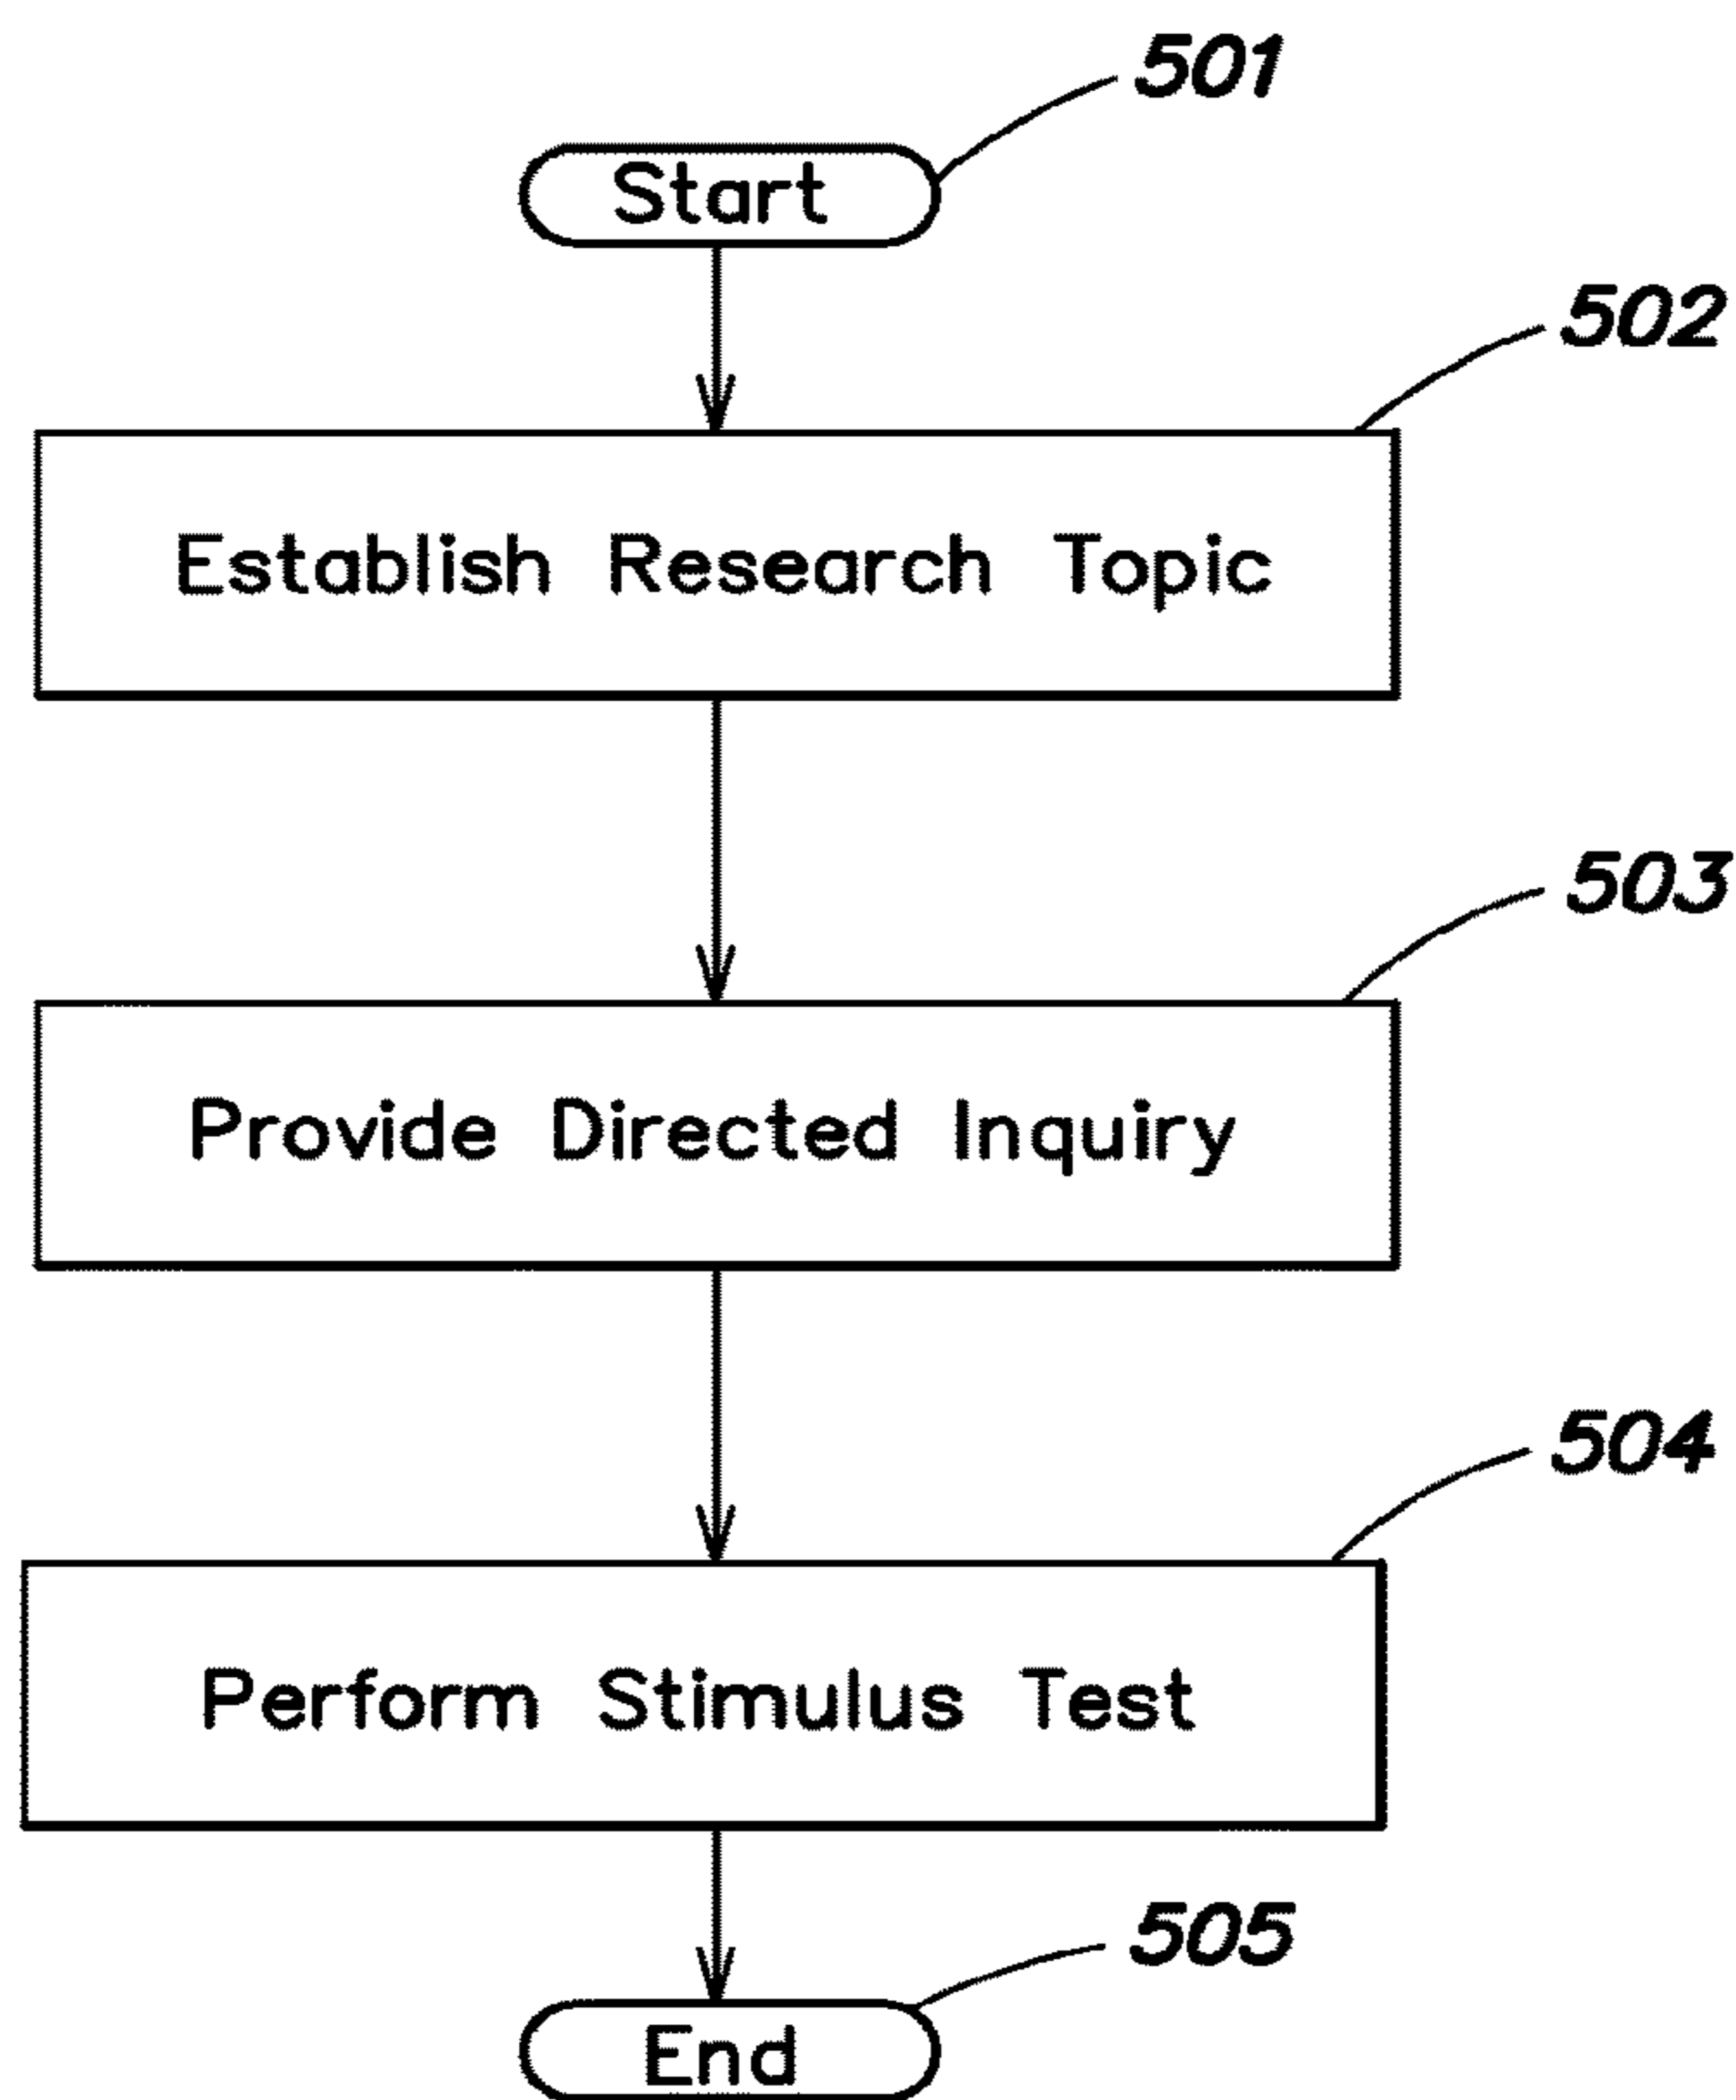 501
Start
502
Establish Research Topic
503
Provide Directed Inquiry
504
Perform Stimulus Test
505
End